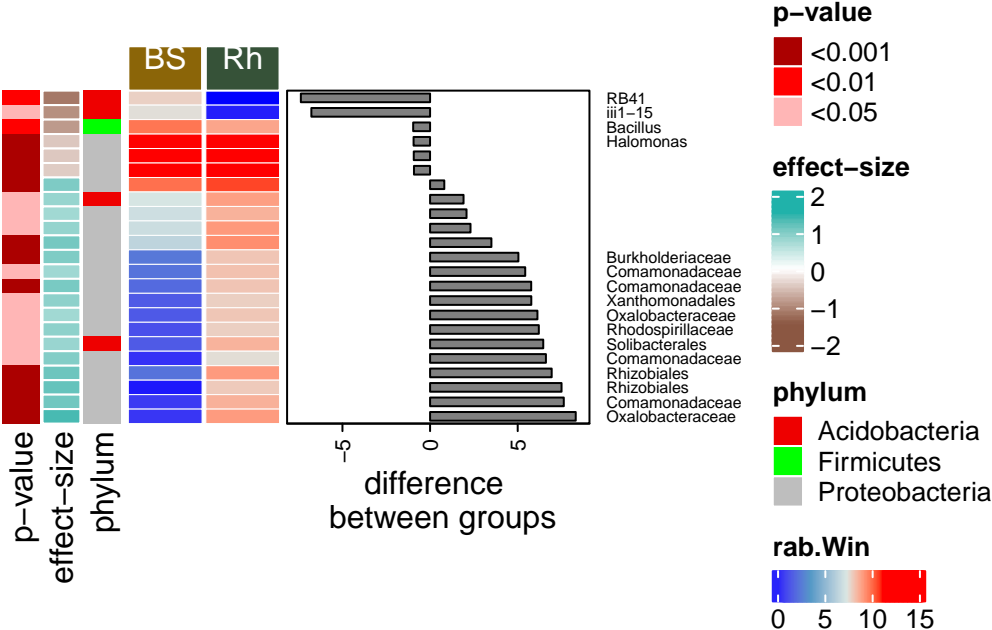 BS
Rh
RB41
iii1−15
Bacillus
Halomonas
Burkholderiaceae
Comamonadaceae
Comamonadaceae
Xanthomonadales
Oxalobacteraceae
Rhodospirillaceae
Solibacterales
Comamonadaceae
Rhizobiales
Rhizobiales
Comamonadaceae
Oxalobacteraceae
p−value
effect−size
phylum
−5
0
5
difference
between groups
p−value
<0.001
<0.01
<0.05
effect−size
2
1
0
−1
−2
phylum
Acidobacteria
Firmicutes
Proteobacteria
rab.Win
0 5 10 15